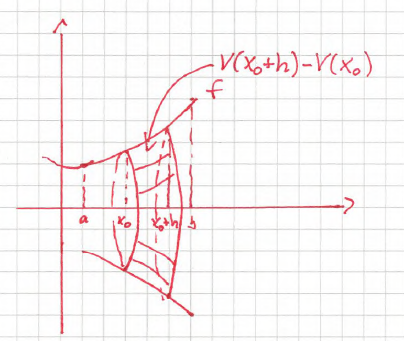 V(x₀+h)-V(x₀)
f
a x₀ x₀+h b